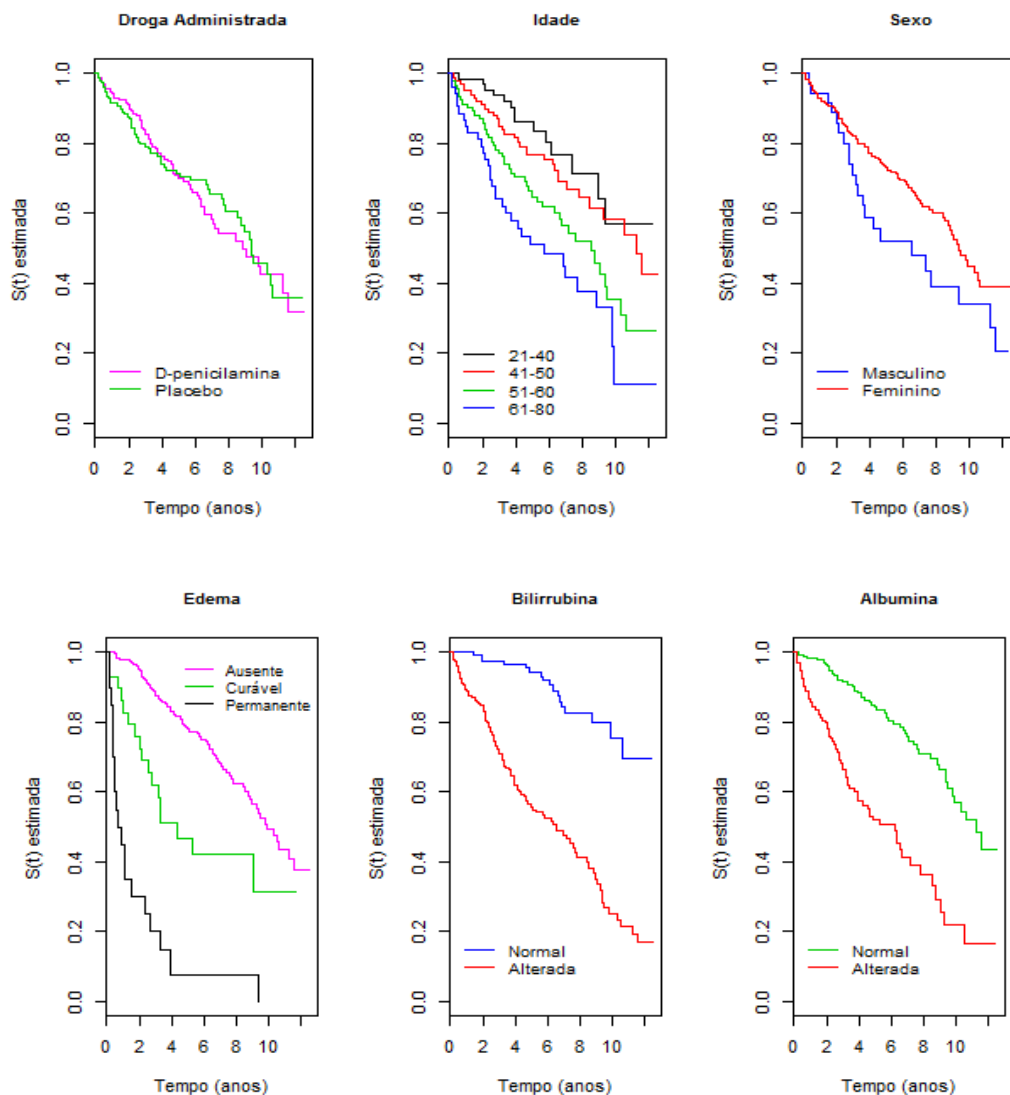 Droga Administrada
S(t) estimada
1.0
0.8
0.6
0.4
0.2
0.0
D-penicilamina
Placebo
0 2 4 6 8 10
Tempo (anos)
Idade
S(t) estimada
1.0
0.8
0.6
0.4
0.2
0.0
21-40
41-50
51-60
61-80
0 2 4 6 8 10
Tempo (anos)
Sexo
S(t) estimada
1.0
0.8
0.6
0.4
0.2
0.0
Masculino
Feminino
0 2 4 6 8 10
Tempo (anos)
Edema
S(t) estimada
1.0
0.8
0.6
0.4
0.2
0.0
Ausente
Curável
Permanente
0 2 4 6 8 10
Tempo (anos)
Bilirrubina
S(t) estimada
1.0
0.8
0.6
0.4
0.2
0.0
Normal
Alterada
0 2 4 6 8 10
Tempo (anos)
Albumina
S(t) estimada
1.0
0.8
0.6
0.4
0.2
0.0
Normal
Alterada
0 2 4 6 8 10
Tempo (anos)